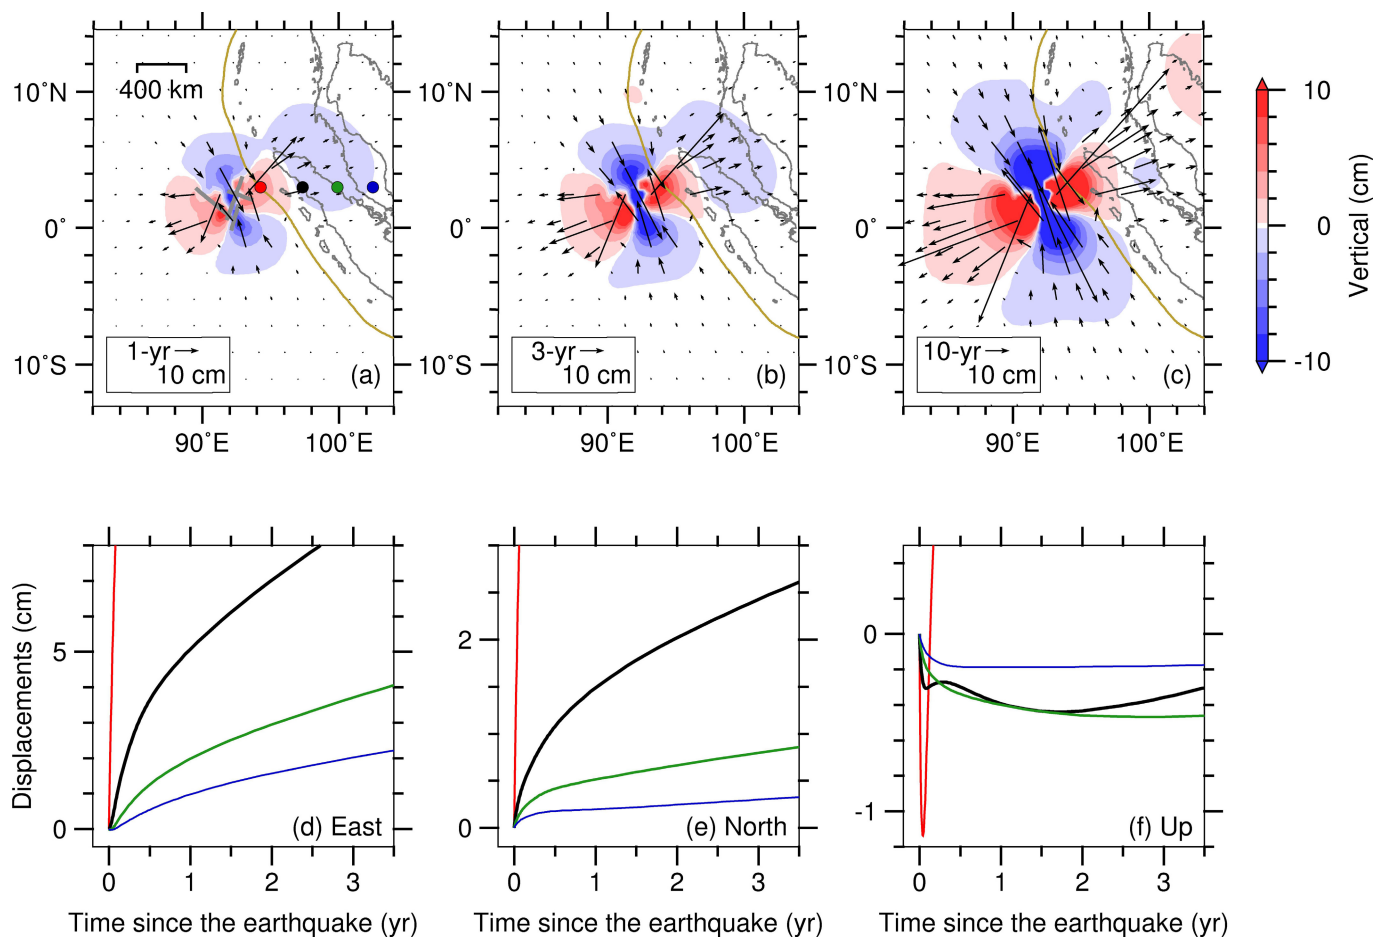 10˚N
0˚
10˚S
400 km
1-yr
10 cm
(a)
90˚E
100˚E
10˚N
0˚
10˚S
3-yr
10 cm
(b)
90˚E
100˚E
10˚N
0˚
10˚S
10-yr
10 cm
(c)
90˚E
100˚E
10
0
-10
Vertical (cm)
Displacements (cm)
5
0
(d) East
0 1 2 3
Time since the earthquake (yr)
2
0
(e) North
0 1 2 3
Time since the earthquake (yr)
0
-1
(f) Up
0 1 2 3
Time since the earthquake (yr)